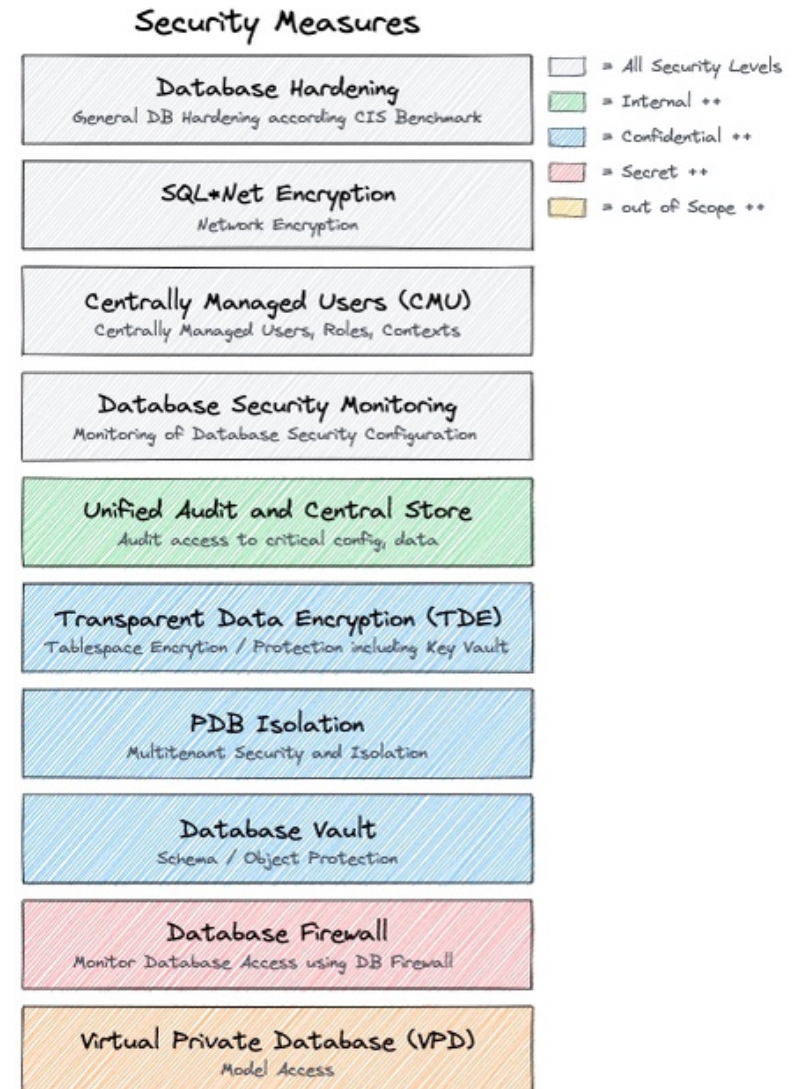 Security Measures
Database Hardening
General DB Hardening according CIS Benchmark
SQL*Net Encryption
Network Encryption
Centrally Managed Users (CMU)
Centrally Managed Users, Roles, Contexts
Database Security Monitoring
Monitoring of Database Security Configuration
Unified Audit and Central Store
Audit access to critical config, data
Transparent Data Encryption (TDE)
Tablespace Encrytion / Protection including Key Vault
PDB Isolation
Multitenant Security and Isolation
Database Vault
Schema / Object Protection
Database Firewall
Monitor Database Access using DB Firewall
Virtual Private Database (VPD)
Model Access
= All Security Levels
= Internal ++
= Confidential ++
= Secret ++
= out of Scope ++